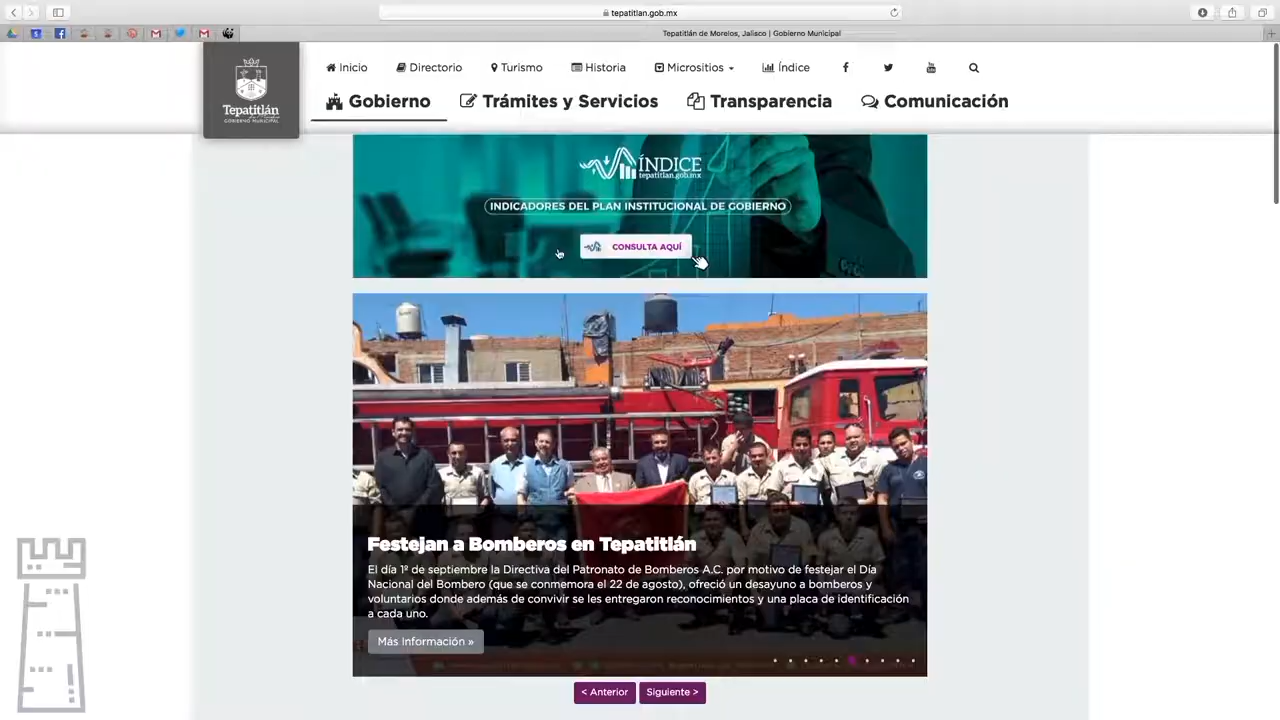 tepatitlan.gob.mx
Tepatitlán de Morelos, Jalisco | Gobierno Municipal
Inicio
Directorio
Turismo
Historia
Micrositios
Índice
Tepatitlán
GOBIERNO MUNICIPAL
Gobierno
Trámites y Servicios
Transparencia
Comunicación
ÍNDICE
tepatitlan.gob.mx
INDICADORES DEL PLAN INSTITUCIONAL DE GOBIERNO
CONSULTA AQUÍ
Festejan a Bomberos en Tepatitlán
El día 1º de septiembre la Directiva del Patronato de Bomberos A.C. por motivo de festejar el Día
Nacional del Bombero (que se conmemora el 22 de agosto), ofreció un desayuno a bomberos y
voluntarios donde además de convivir se les entregaron reconocimientos y una placa de identificación
a cada uno.
Más Información »
< Anterior
Siguiente >